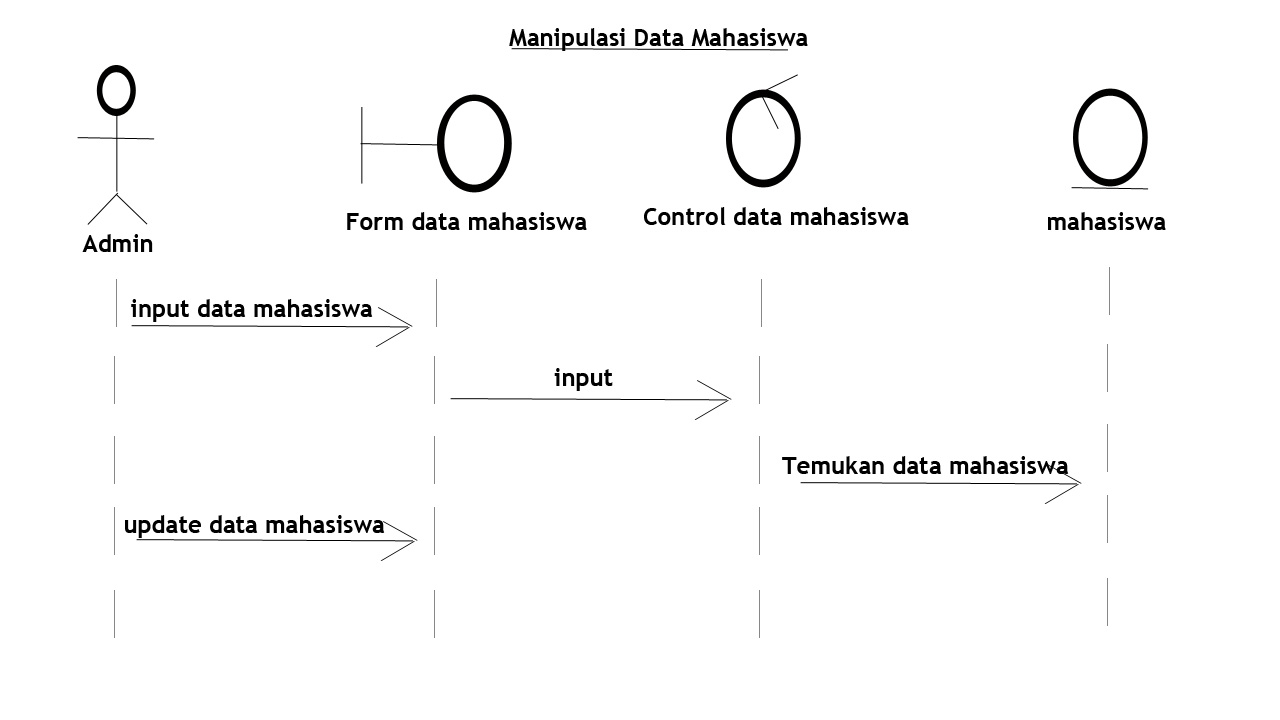 Manipulasi Data Mahasiswa
Admin
Form data mahasiswa
Control data mahasiswa
mahasiswa
input data mahasiswa
input
Temukan data mahasiswa
update data mahasiswa